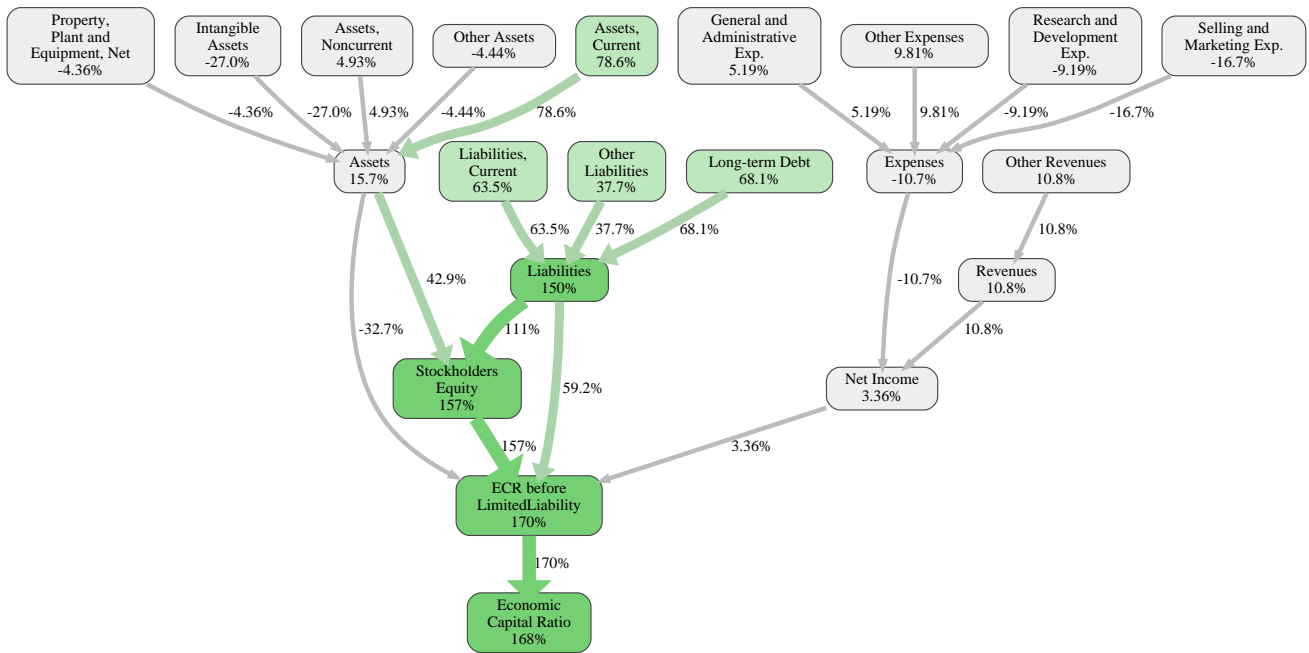 Property,
Plant and
Equipment, Net
-4.36%
Intangible
Assets
-27.0%
Assets,
Noncurrent
4.93%
Other Assets
-4.44%
Assets,
Current
78.6%
General and
Administrative
Exp.
5.19%
Other Expenses
9.81%
Research and
Development
Exp.
-9.19%
Selling and
Marketing Exp.
-16.7%
-4.36%
-27.0%
4.93%
-4.44%
78.6%
5.19%
9.81%
-9.19%
-16.7%
Assets
15.7%
Liabilities,
Current
63.5%
Other
Liabilities
37.7%
Long-term Debt
68.1%
Expenses
-10.7%
Other Revenues
10.8%
63.5%
37.7%
68.1%
10.8%
42.9%
Liabilities
150%
-10.7%
Revenues
10.8%
-32.7%
111%
10.8%
Stockholders
Equity
157%
59.2%
Net Income
3.36%
157%
3.36%
ECR before
LimitedLiability
170%
170%
Economic
Capital Ratio
168%